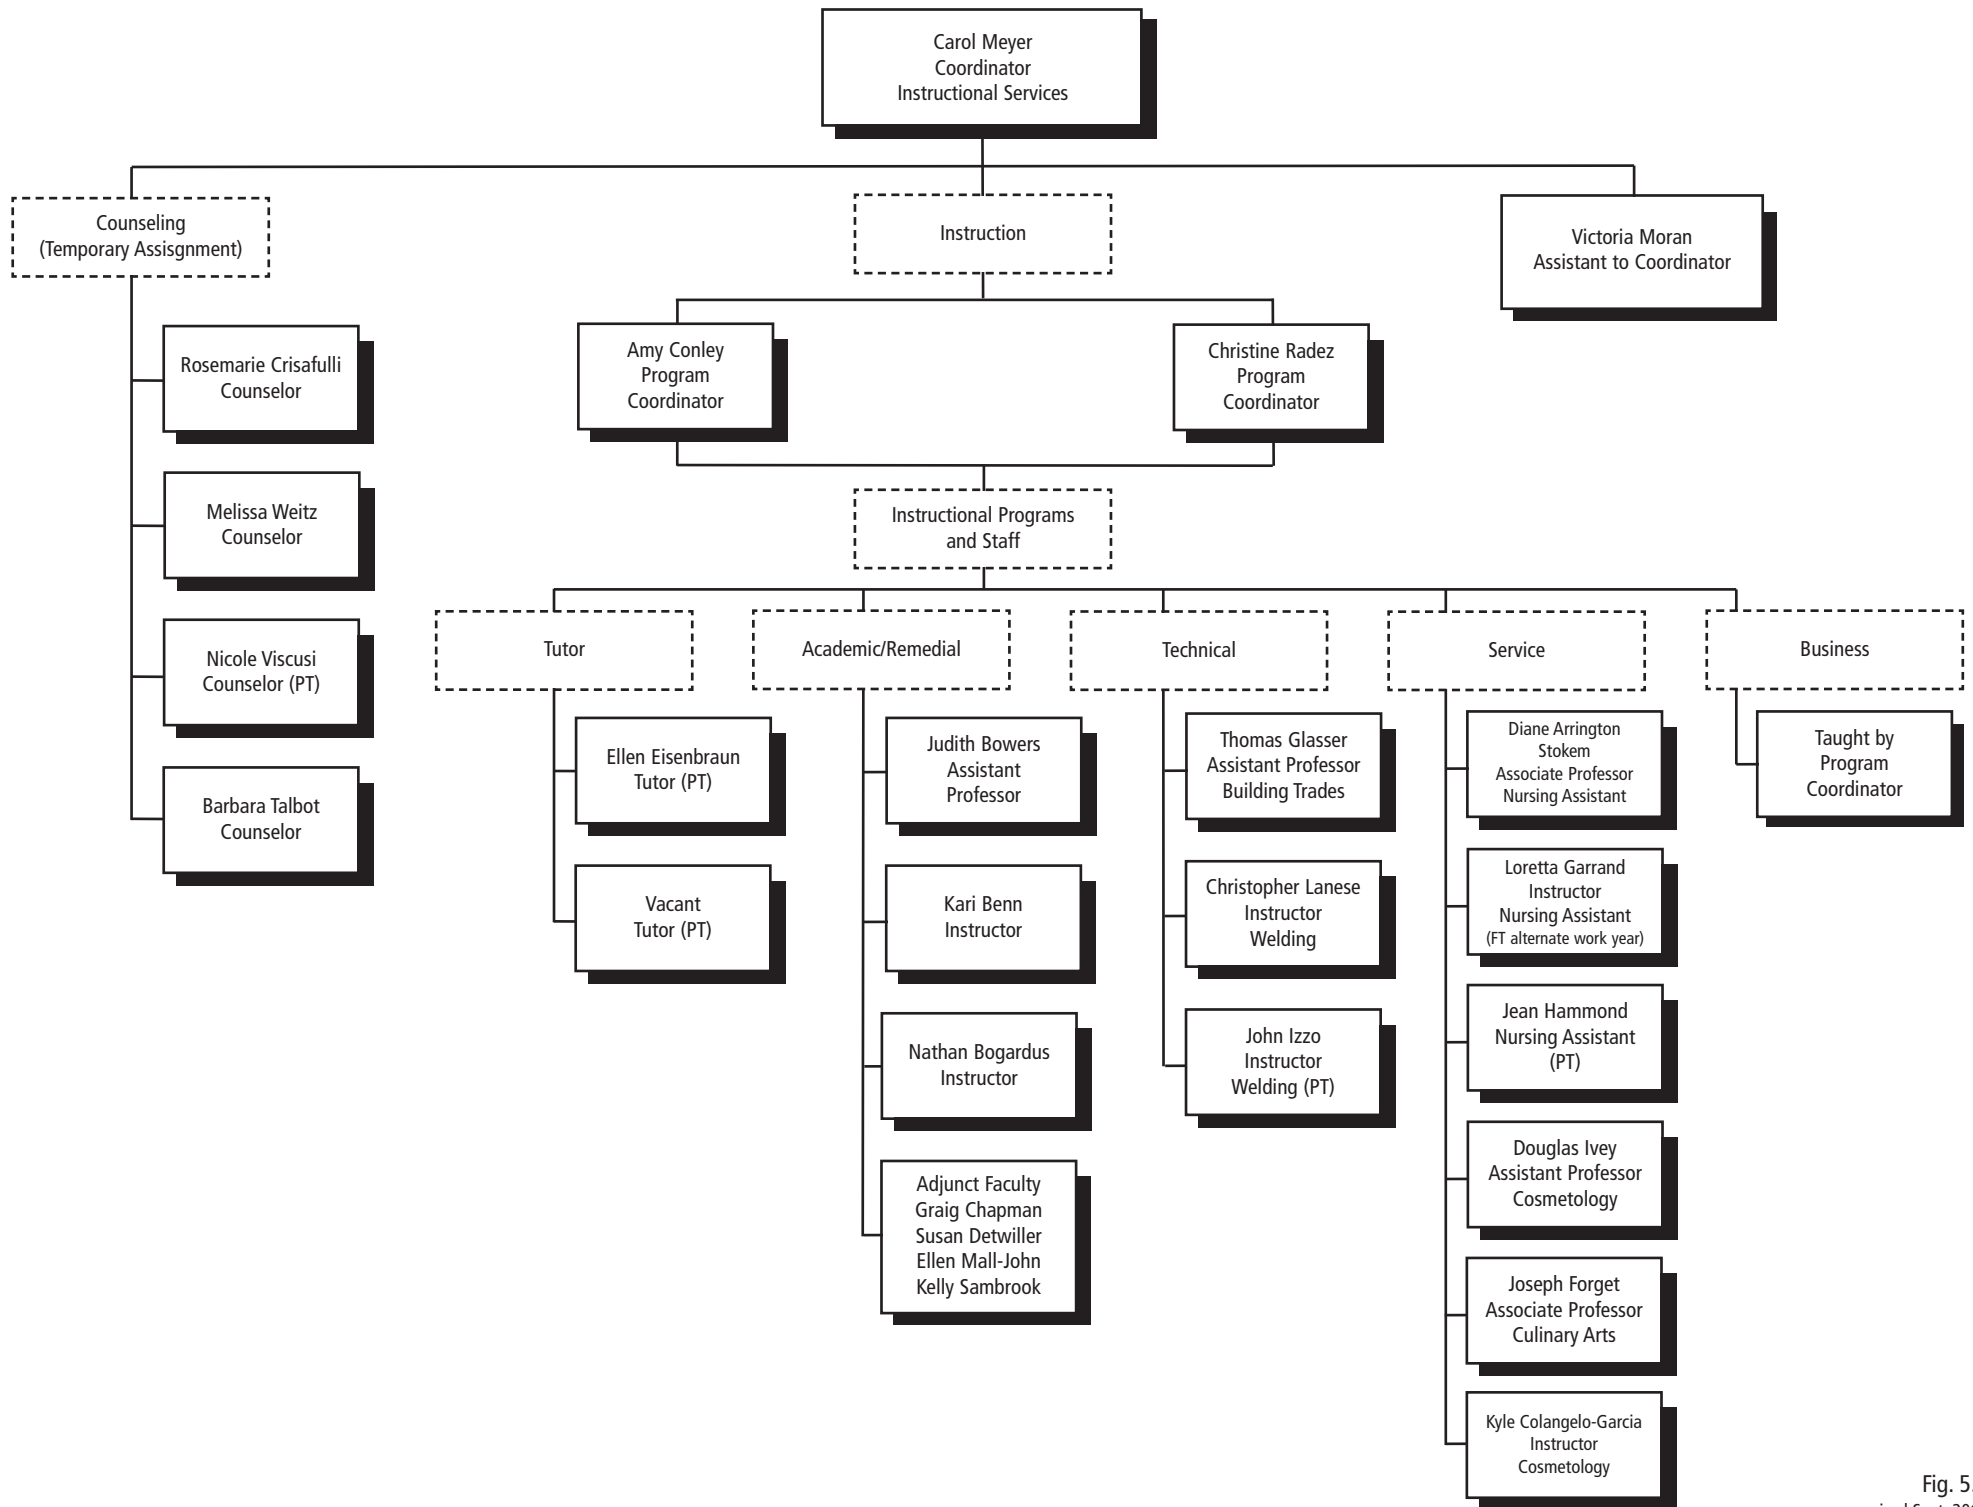 Carol Meyer
Coordinator
Instructional Services
Counseling
(Temporary Assisgnment)
Instruction
Victoria Moran
Assistant to Coordinator
Rosemarie Crisafulli
Counselor
Melissa Weitz
Counselor
Nicole Viscusi
Counselor (PT)
Barbara Talbot
Counselor
Amy Conley
Program
Coordinator
Christine Radez
Program
Coordinator
Instructional Programs
and Staff
Tutor
Academic/Remedial
Technical
Service
Business
Ellen Eisenbraun
Tutor (PT)
Vacant
Tutor (PT)
Judith Bowers
Assistant
Professor
Kari Benn
Instructor
Nathan Bogardus
Instructor
Adjunct Faculty
Graig Chapman
Susan Detwiller
Ellen Mall-John
Kelly Sambrook
Thomas Glasser
Assistant Professor
Building Trades
Christopher Lanese
Instructor
Welding
John Izzo
Instructor
Welding (PT)
Diane Arrington
Stokem
Associate Professor
Nursing Assistant
Loretta Garrand
Instructor
Nursing Assistant
(FT alternate work year)
Jean Hammond
Nursing Assistant
(PT)
Douglas Ivey
Assistant Professor
Cosmetology
Joseph Forget
Associate Professor
Culinary Arts
Kyle Colangelo-Garcia
Instructor
Cosmetology
Taught by
Program
Coordinator
Fig. 5.